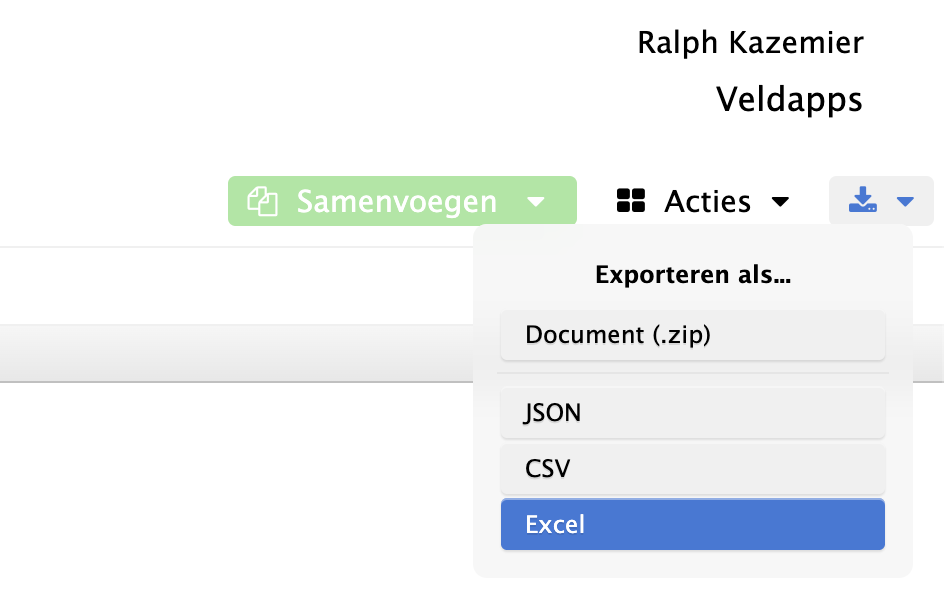 Ralph Kazemier
Veldapps
Samenvoegen Acties
Exporteren als...
Document (.zip)
JSON
CSV
Excel